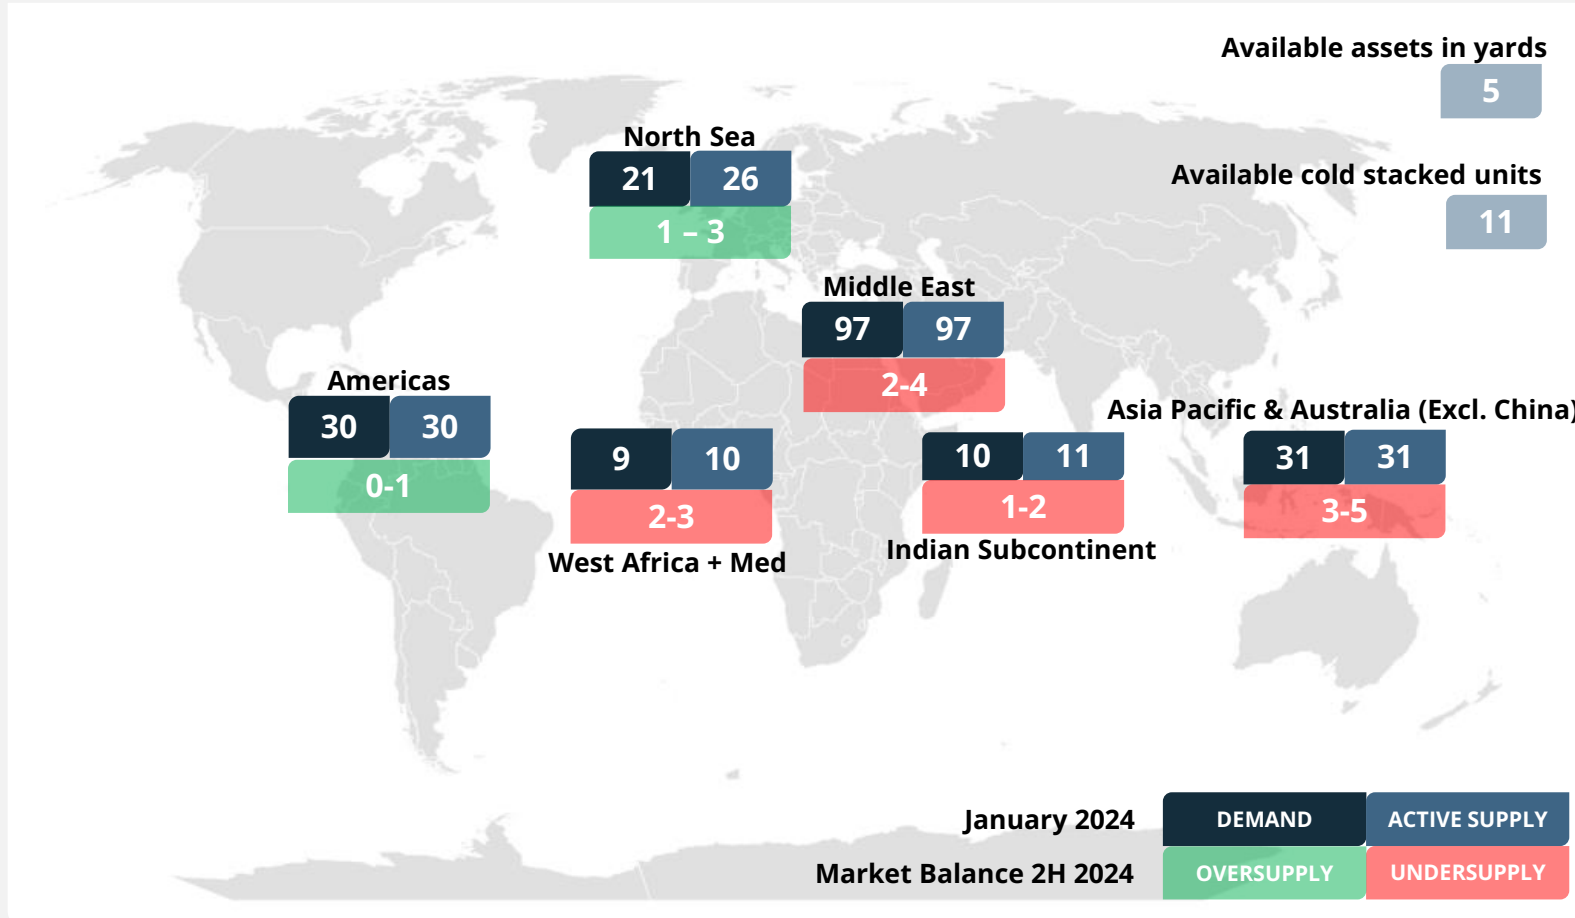 Available assets in yards
5
Available cold stacked units
11
North Sea
21 26
1 – 3
Middle East
97 97
2-4
Americas
30 30
0-1
9 10
2-3
West Africa + Med
10 11
1-2
Indian Subcontinent
Asia Pacific & Australia (Excl. China)
31 31
3-5
January 2024 DEMAND ACTIVE SUPPLY
Market Balance 2H 2024 OVERSUPPLY UNDERSUPPLY